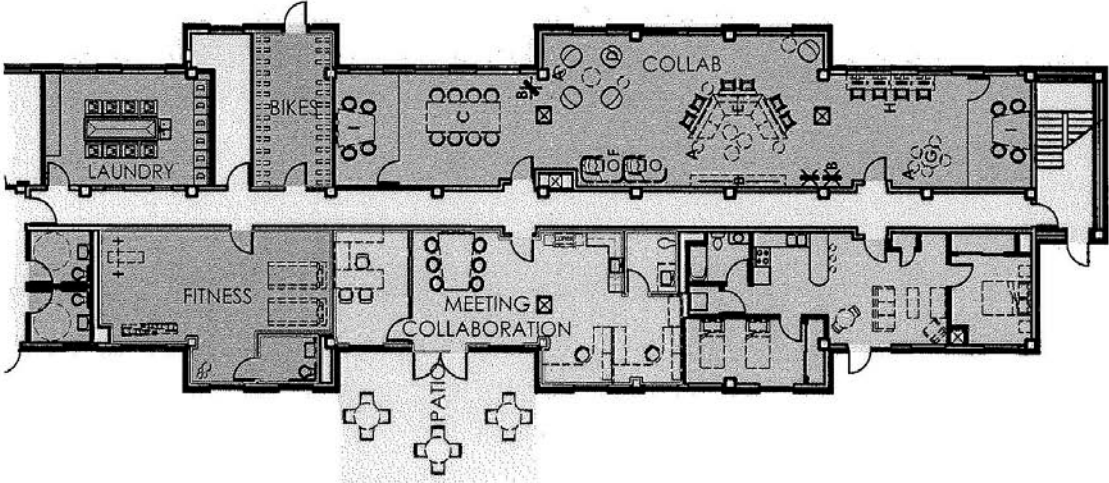 COLLAB
BIKES
LAUNDRY
I
C
B
A
D
E
A
F
B
B
H
A
G
I
FITNESS
MEETING
COLLABORATION
PATIO